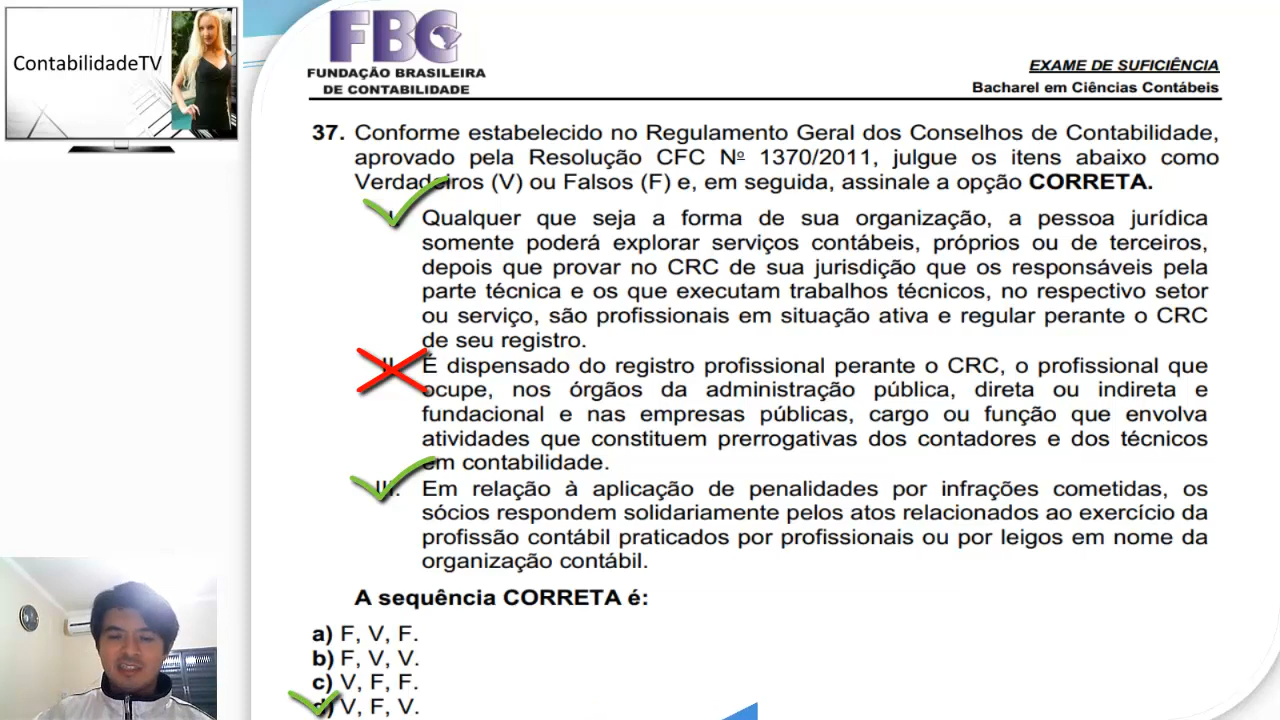 ContabilidadeTV
FBC
FUNDAÇÃO BRASILEIRA
DE CONTABILIDADE
EXAME DE SUFICIÊNCIA
Bacharel em Ciências Contábeis
37. Conforme estabelecido no Regulamento Geral dos Conselhos de Contabilidade,
aprovado pela Resolução CFC Nº 1370/2011, julgue os itens abaixo como
Verdadeiros (V) ou Falsos (F) e, em seguida, assinale a opção CORRETA.
Qualquer que seja a forma de sua organização, a pessoa jurídica
somente poderá explorar serviços contábeis, próprios ou de terceiros,
depois que provar no CRC de sua jurisdição que os responsáveis pela
parte técnica e os que executam trabalhos técnicos, no respectivo setor
ou serviço, são profissionais em situação ativa e regular perante o CRC
de seu registro.
II. É dispensado do registro profissional perante o CRC, o profissional que
ocupe, nos órgãos da administração pública, direta ou indireta e
fundacional e nas empresas públicas, cargo ou função que envolva
atividades que constituem prerrogativas dos contadores e dos técnicos
em contabilidade.
III. Em relação à aplicação de penalidades por infrações cometidas, os
sócios respondem solidariamente pelos atos relacionados ao exercício da
profissão contábil praticados por profissionais ou por leigos em nome da
organização contábil.
A sequência CORRETA é:
a) F, V, F.
b) F, V, V.
c) V, F, F.
d) V, F, V.